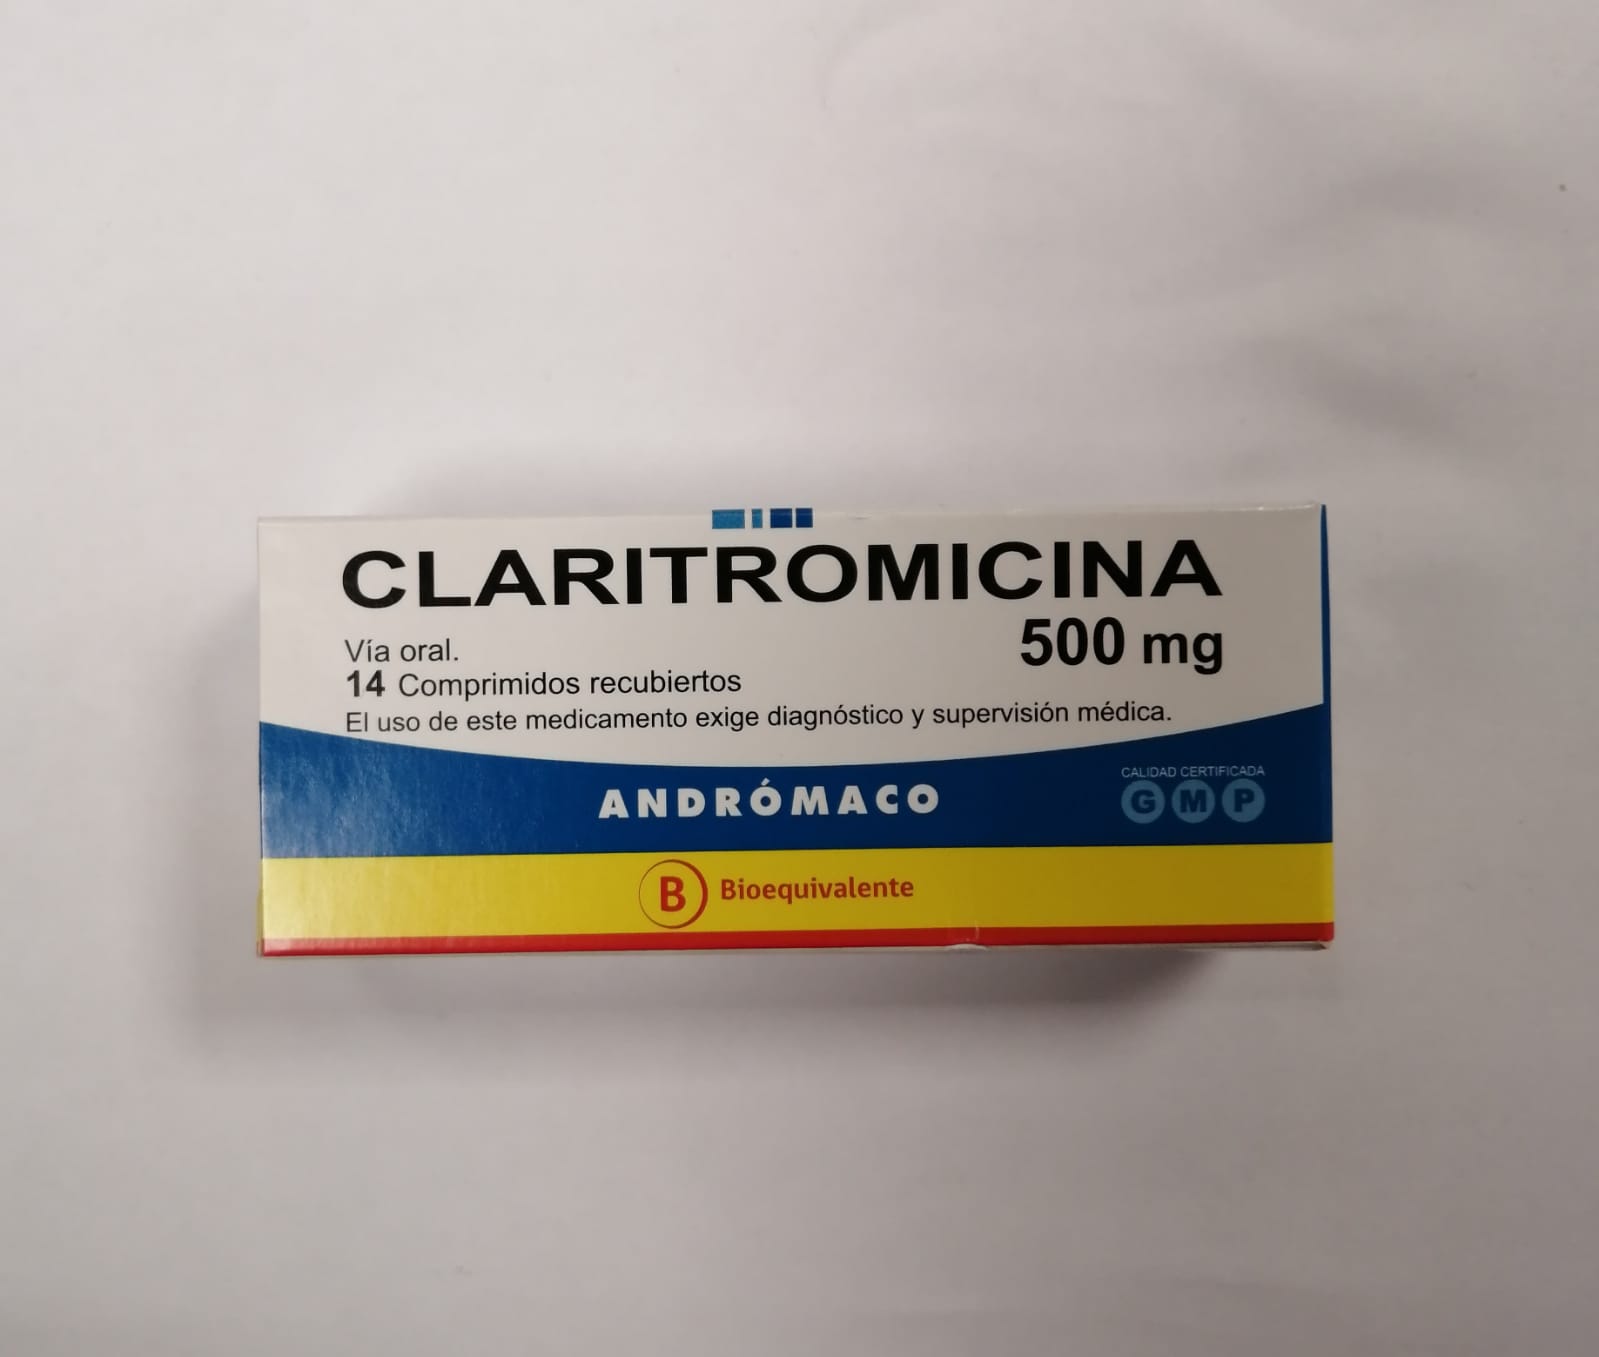 CLARITROMICINA
500 mg
Vía oral.
14 Comprimidos recubiertos
El uso de este medicamento exige diagnóstico y supervisión médica.
ANDRÓMACO
CALIDAD CERTIFICADA
GMP
B Bioequivalente